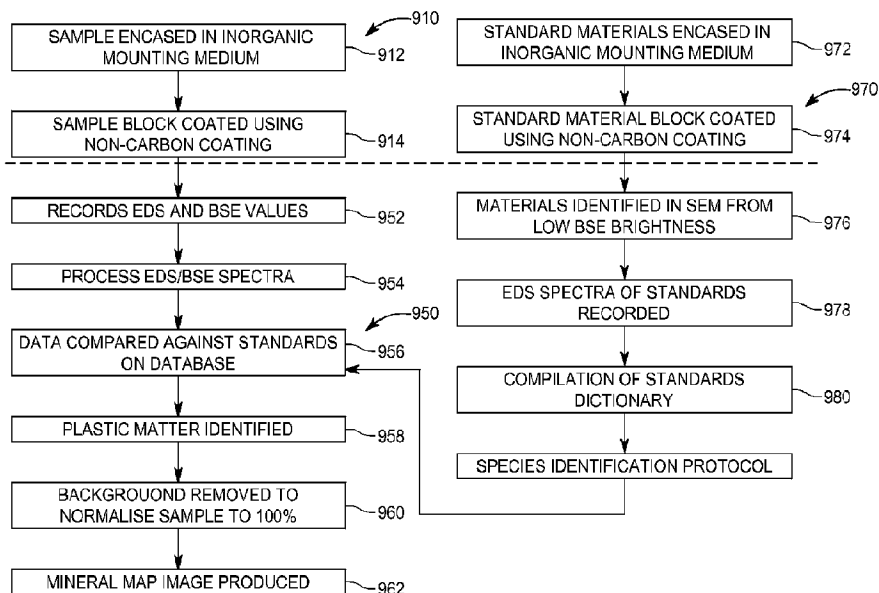 910
SAMPLE ENCASED IN INORGANIC
MOUNTING MEDIUM
912
SAMPLE BLOCK COATED USING
NON-CARBON COATING
914
RECORDS EDS AND BSE VALUES
952
PROCESS EDS/BSE SPECTRA
954
950
DATA COMPARED AGAINST STANDARDS
ON DATABASE
956
PLASTIC MATTER IDENTIFIED
958
BACKGROUOND REMOVED TO
NORMALISE SAMPLE TO 100%
960
MINERAL MAP IMAGE PRODUCED
962
STANDARD MATERIALS ENCASED IN
INORGANIC MOUNTING MEDIUM
972
970
STANDARD MATERIAL BLOCK COATED
USING NON-CARBON COATING
974
MATERIALS IDENTIFIED IN SEM FROM
LOW BSE BRIGHTNESS
976
EDS SPECTRA OF STANDARDS
RECORDED
978
COMPILATION OF STANDARDS
DICTIONARY
980
SPECIES IDENTIFICATION PROTOCOL